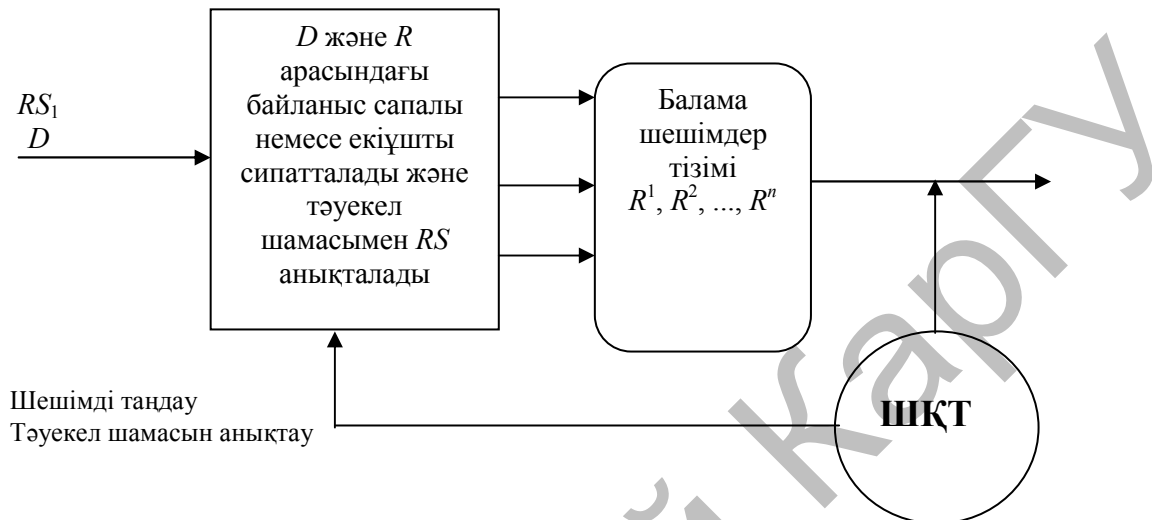 RS₁
D
D және R
арасындағы
байланыс сапалы
немесе екіұшты
сипатталады және
тәуекел
шамасымен RS
анықталады
Балама
шешімдер
тізімі
R¹, R², ..., Rⁿ
Шешімді таңдау
Тәуекел шамасын анықтау
ШҚТ
й КарГУ